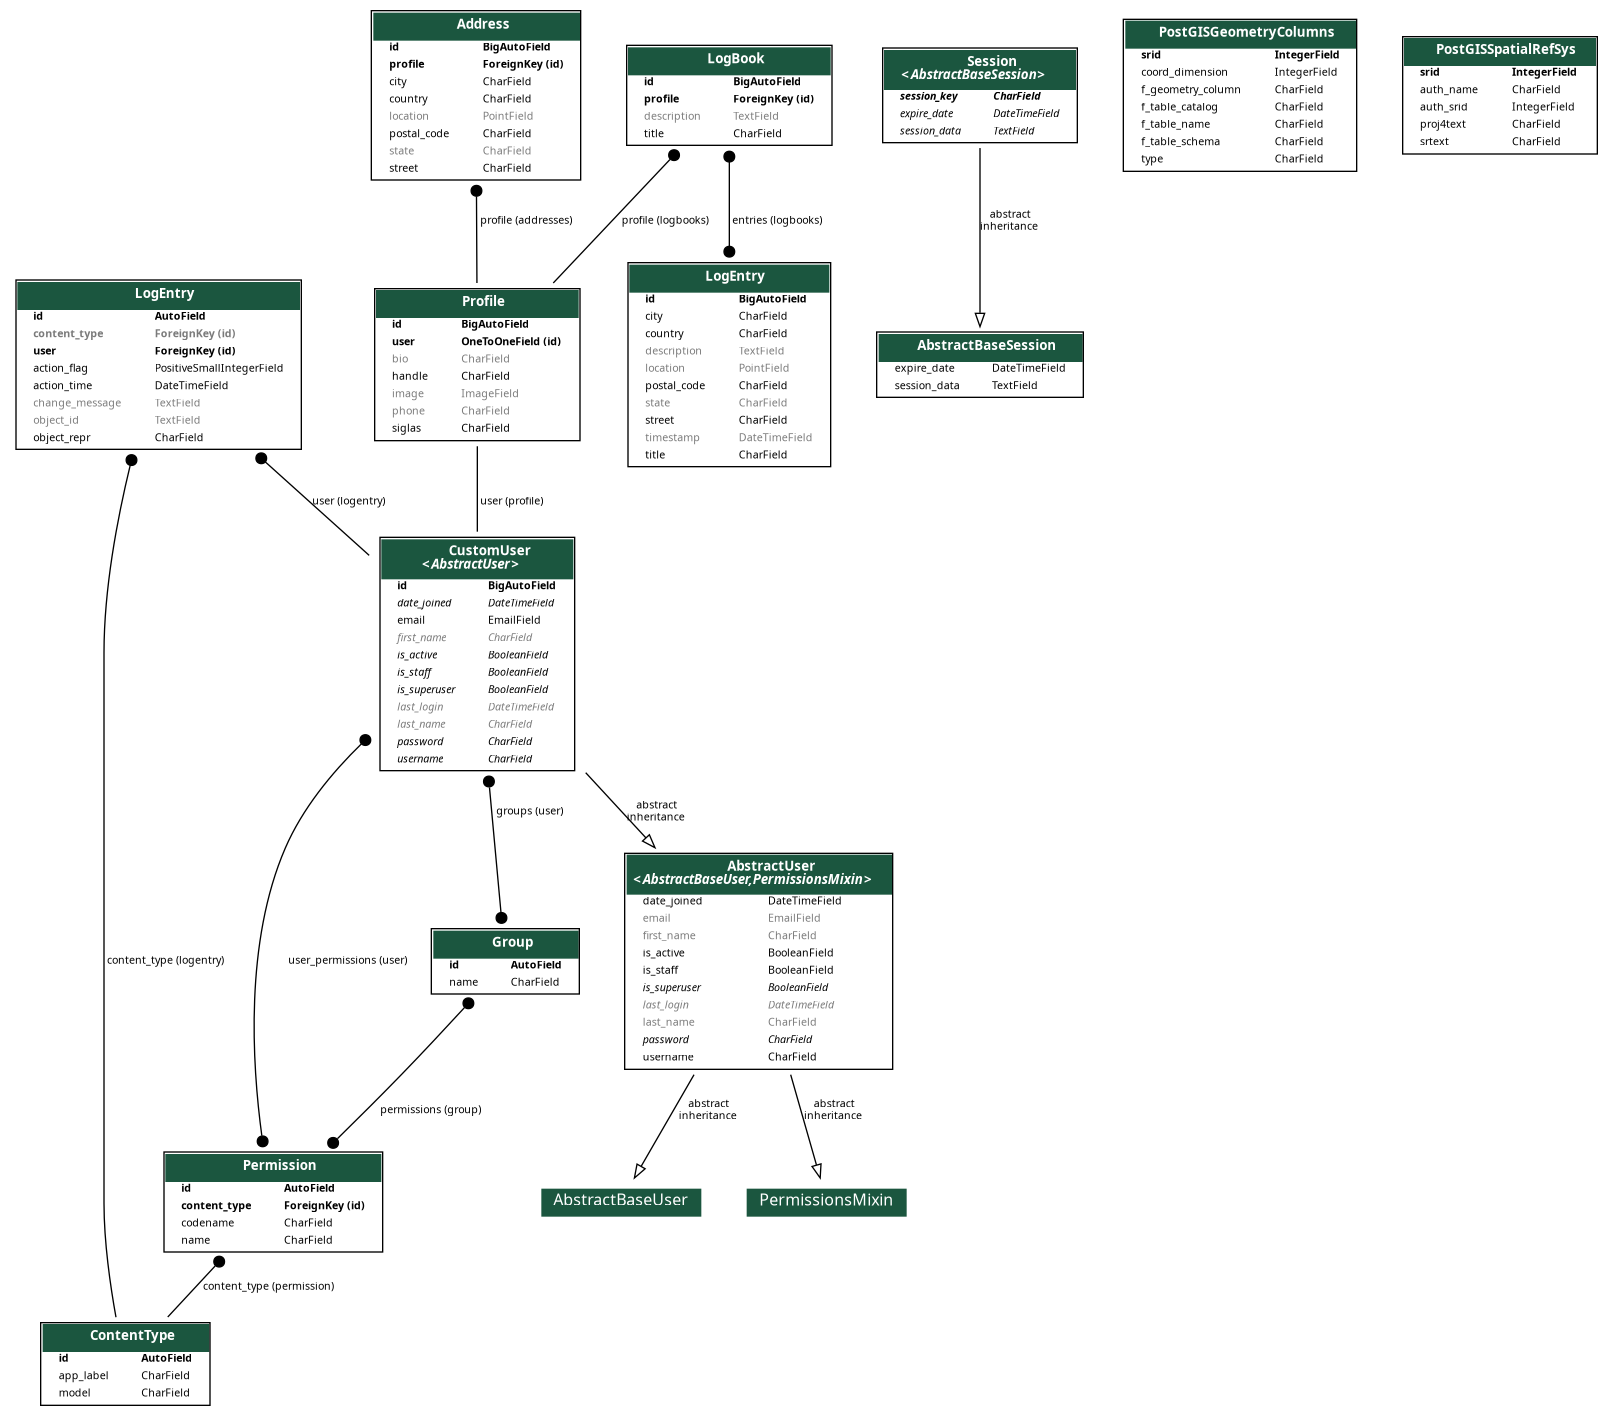 Address
id BigAutoField
profile ForeignKey (id)
city CharField
country CharField
location PointField
postal_code CharField
state CharField
street CharField
LogBook
id BigAutoField
profile ForeignKey (id)
description TextField
title CharField
Session
<AbstractBaseSession>
session_key CharField
expire_date DateTimeField
session_data TextField
PostGISGeometryColumns
srid IntegerField
coord_dimension IntegerField
f_geometry_column CharField
f_table_catalog CharField
f_table_name CharField
f_table_schema CharField
type CharField
PostGISSpatialRefSys
srid IntegerField
auth_name CharField
auth_srid IntegerField
proj4text CharField
srtext CharField
profile (addresses)
profile (logbooks)
entries (logbooks)
abstract
inheritance
LogEntry
id AutoField
content_type ForeignKey (id)
user ForeignKey (id)
action_flag PositiveSmallIntegerField
action_time DateTimeField
change_message TextField
object_id TextField
object_repr CharField
Profile
id BigAutoField
user OneToOneField (id)
bio CharField
handle CharField
image ImageField
phone CharField
siglas CharField
LogEntry
id BigAutoField
city CharField
country CharField
description TextField
location PointField
postal_code CharField
state CharField
street CharField
timestamp DateTimeField
title CharField
AbstractBaseSession
expire_date DateTimeField
session_data TextField
user (logentry)
user (profile)
CustomUser
<AbstractUser>
id BigAutoField
date_joined DateTimeField
email EmailField
first_name CharField
is_active BooleanField
is_staff BooleanField
is_superuser BooleanField
last_login DateTimeField
last_name CharField
password CharField
username CharField
groups (user)
abstract
inheritance
AbstractUser
<AbstractBaseUser,PermissionsMixin>
date_joined DateTimeField
email EmailField
first_name CharField
is_active BooleanField
is_staff BooleanField
is_superuser BooleanField
last_login DateTimeField
last_name CharField
password CharField
username CharField
content_type (logentry)
user_permissions (user)
Group
id AutoField
name CharField
permissions (group)
abstract
inheritance
abstract
inheritance
Permission
id AutoField
content_type ForeignKey (id)
codename CharField
name CharField
AbstractBaseUser
PermissionsMixin
content_type (permission)
ContentType
id AutoField
app_label CharField
model CharField